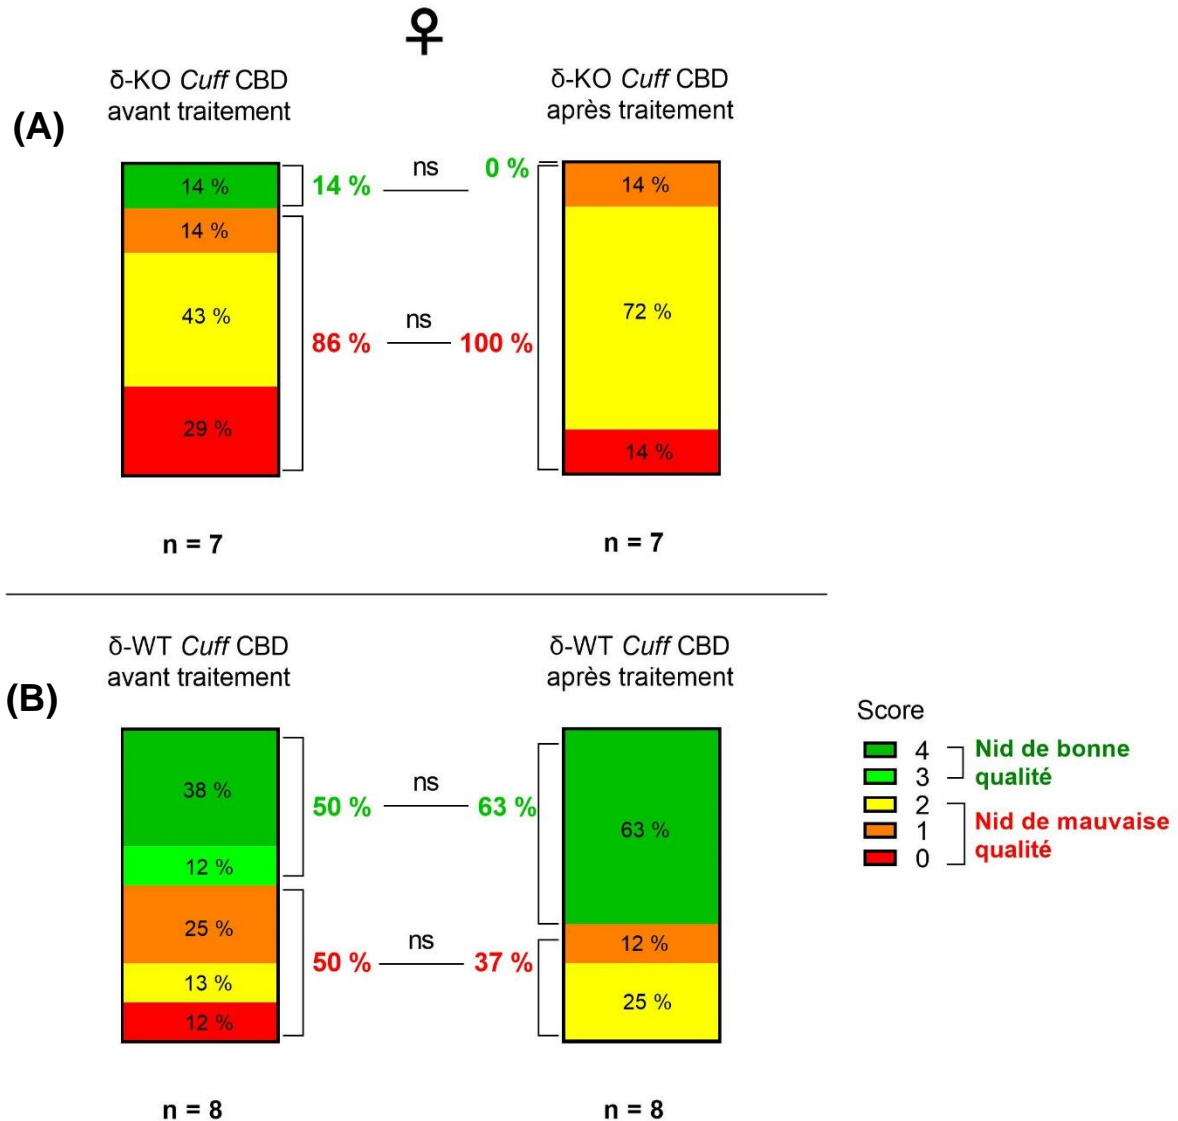 ♀
δ-KO Cuff CBD
avant traitement
δ-KO Cuff CBD
après traitement
(A)
14 %
14 %
43 %
29 %
14 %
ns
0 %
86 %
ns
100 %
14 %
72 %
14 %
n = 7
n = 7
δ-WT Cuff CBD
avant traitement
δ-WT Cuff CBD
après traitement
(B)
38 %
12 %
25 %
13 %
12 %
50 %
ns
63 %
50 %
ns
37 %
63 %
12 %
25 %
n = 8
n = 8
Score
4
3
2
1
0
Nid de bonne
qualité
Nid de mauvaise
qualité